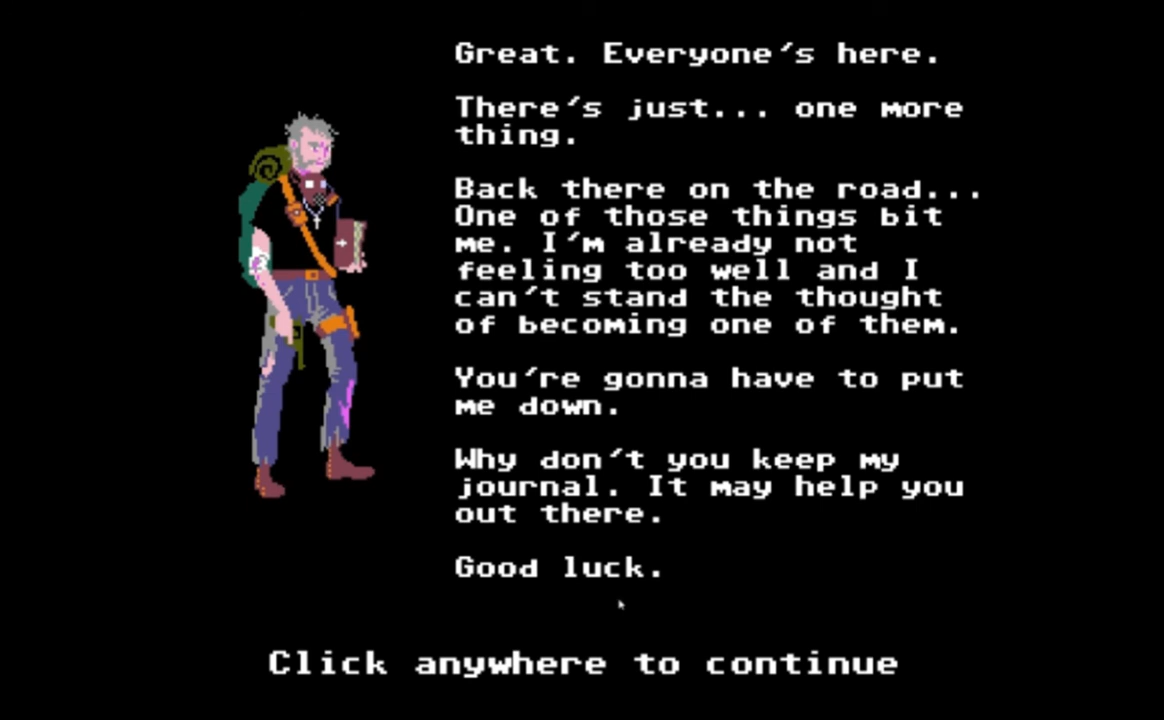 Great. Everyone's here.
There's just... one more
thing.
Back there on the road...
One of those things bit
me. I'm already not
feeling too well and I
can't stand the thought
of becoming one of them.
You're gonna have to put
me down.
Why don't you keep my
journal. It may help you
out there.
Good luck.
Click anywhere to continue